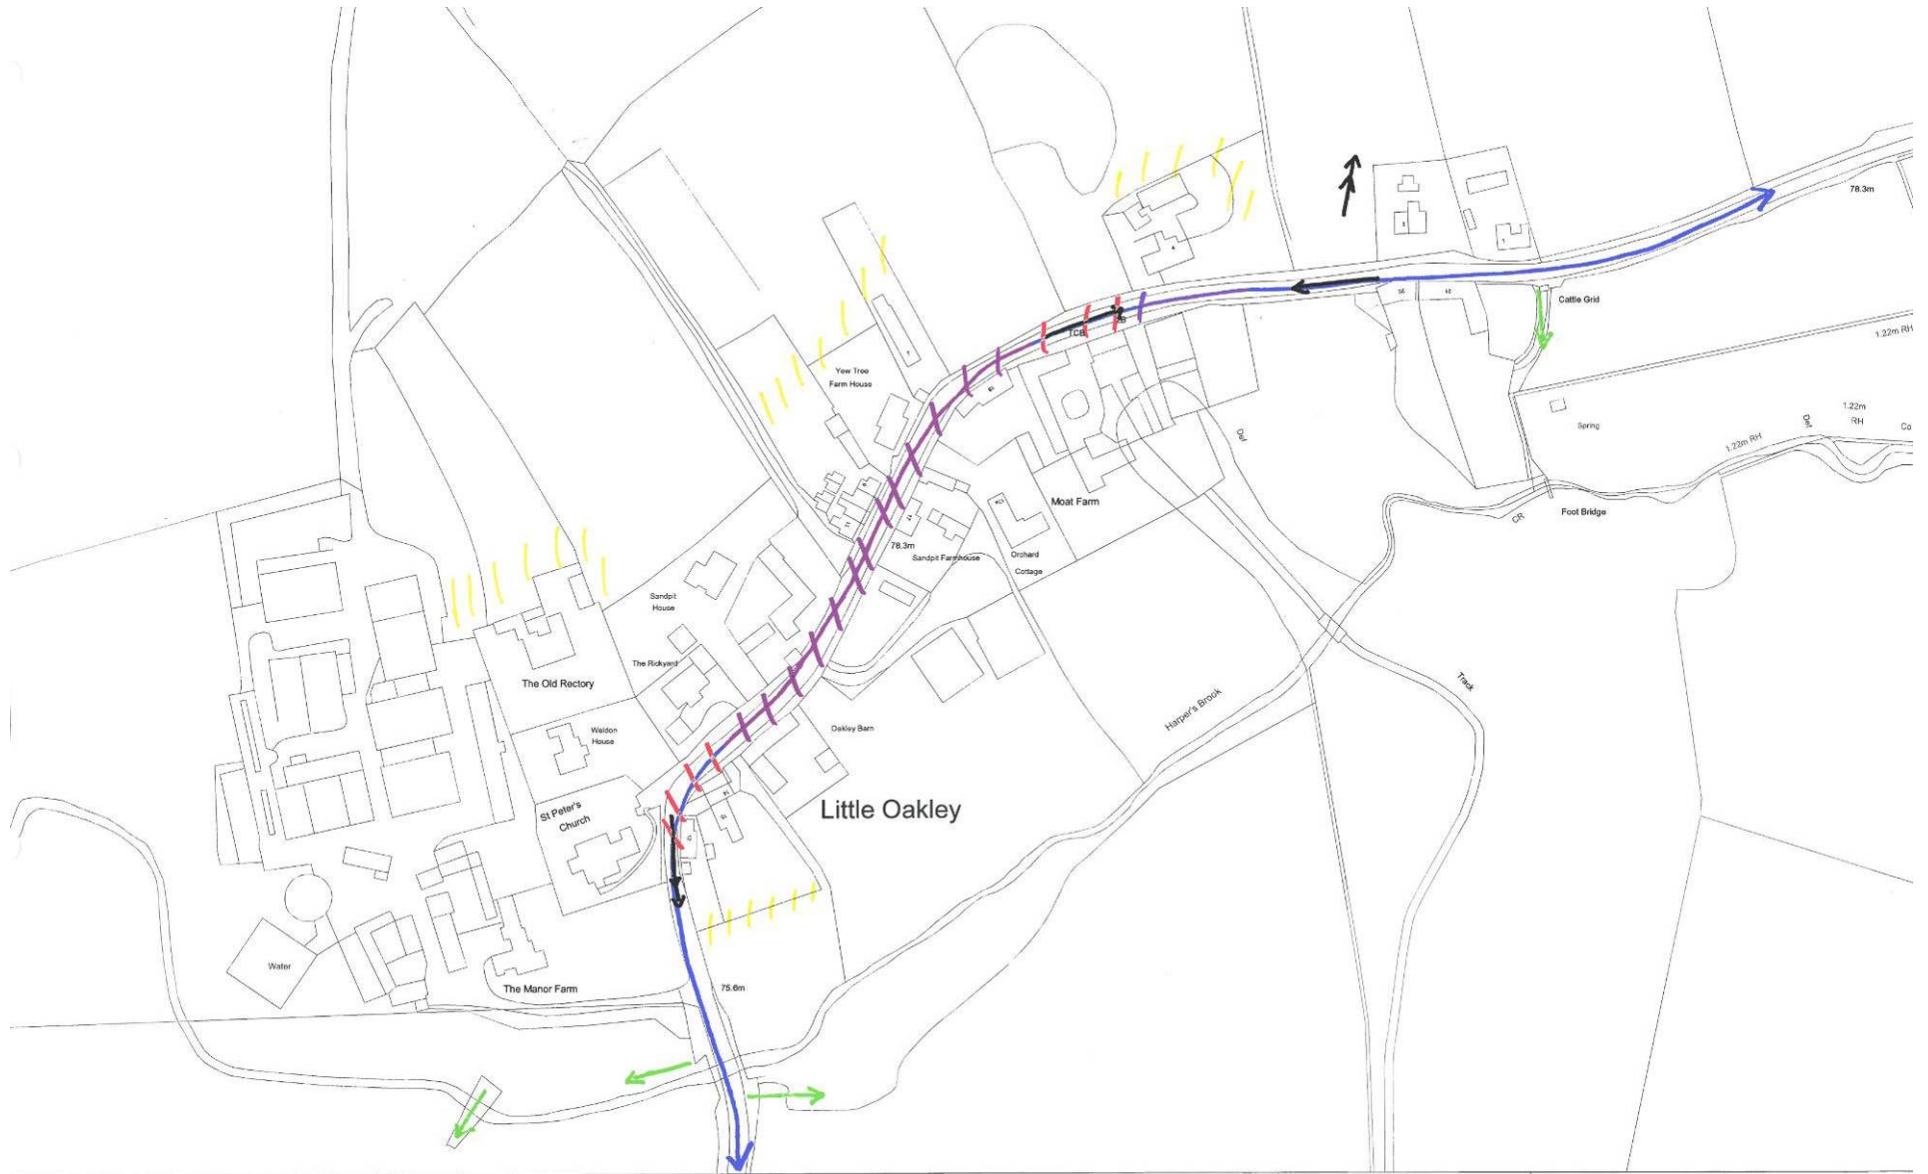 78.3m
Cattle Grid
1.22m RH
TCB
Yew Tree
Farm House
1.22m
RH
Def
Co
Spring
1.22m RH
Def
Moat Farm
CR
Foot Bridge
78.3m
Sandpit Farmhouse
Orchard
Cottage
Sandpit
House
The Rickyard
The Old Rectory
Track
Harper's Brook
Weldon
House
Oakley Barn
St Peter's
Church
Little Oakley
Water
The Manor Farm
75.6m